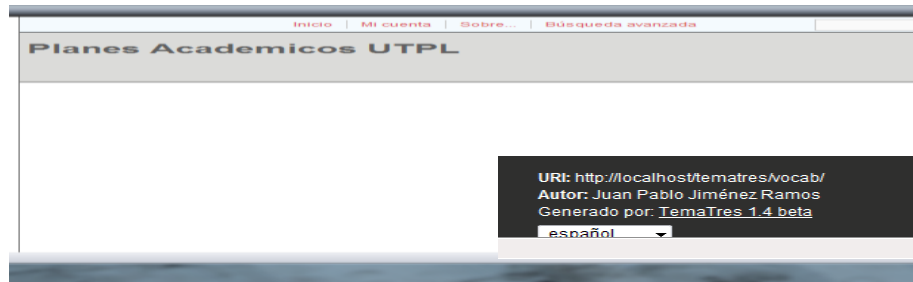 Inicio | Mi cuenta | Sobre... | Búsqueda avanzada
Planes Academicos UTPL
URI: http://localhost/tematres/vocab/
Autor: Juan Pablo Jiménez Ramos
Generado por: TemaTres 1.4 beta
español